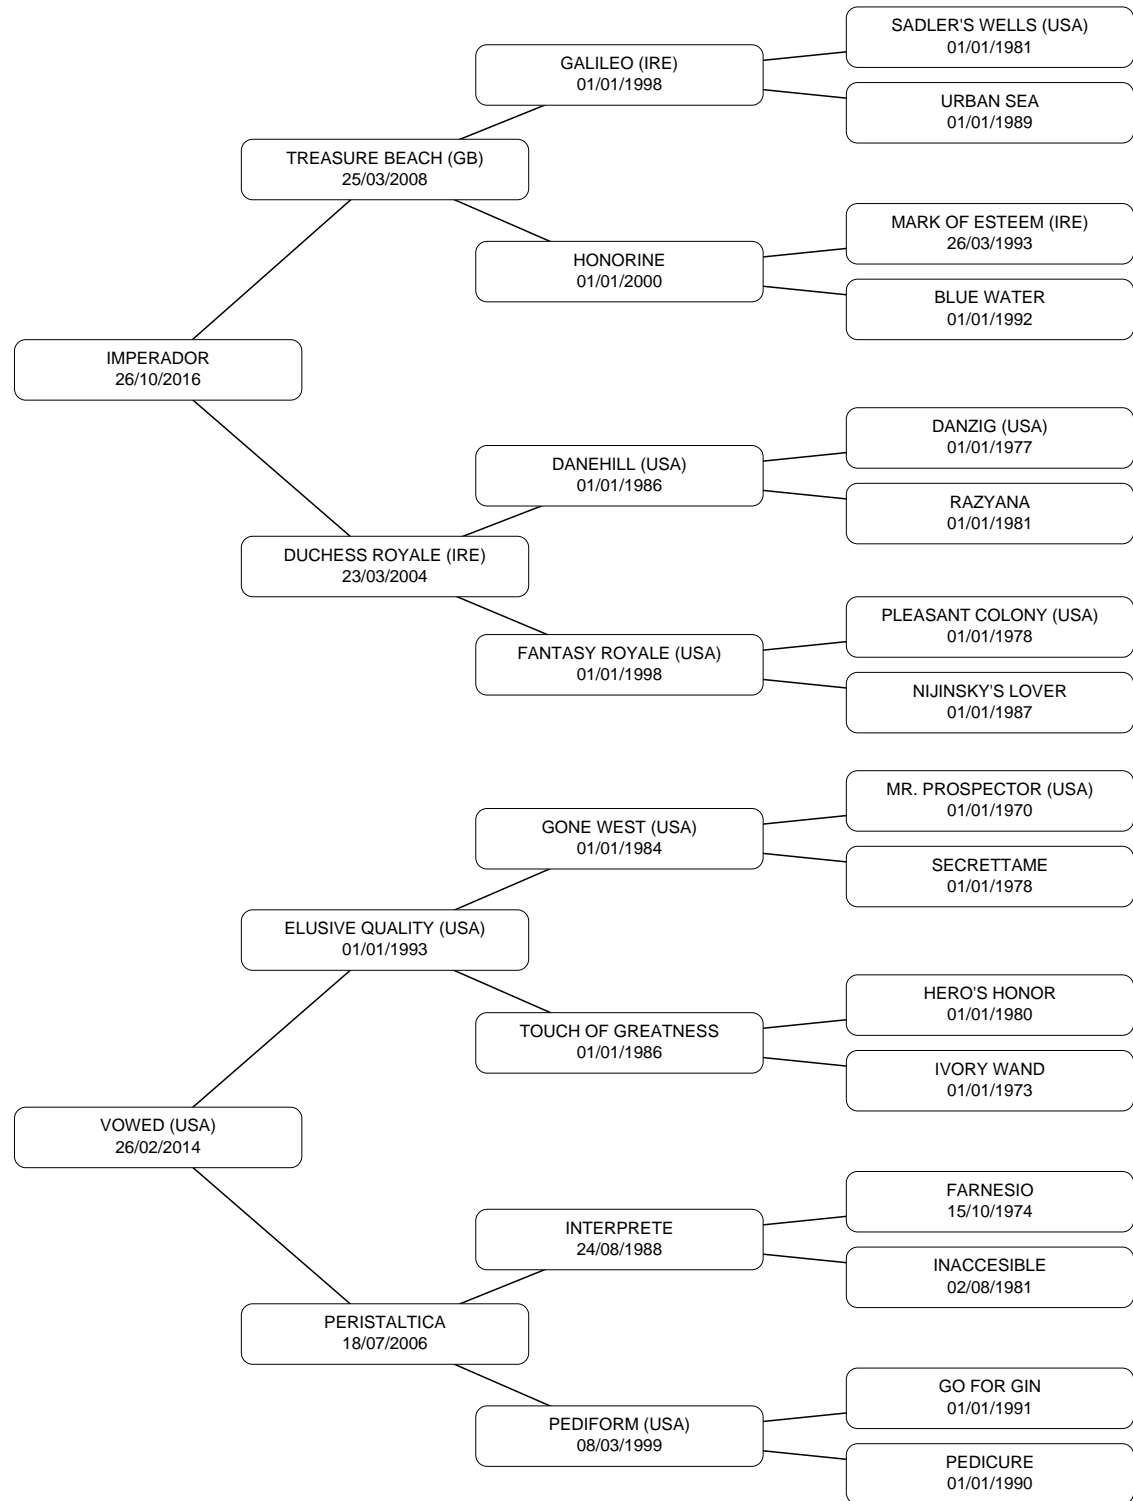 SADLER'S WELLS (USA)
01/01/1981
GALILEO (IRE)
01/01/1998
URBAN SEA
01/01/1989
TREASURE BEACH (GB)
25/03/2008
MARK OF ESTEEM (IRE)
26/03/1993
HONORINE
01/01/2000
BLUE WATER
01/01/1992
IMPERADOR
26/10/2016
DANZIG (USA)
01/01/1977
DANEHILL (USA)
01/01/1986
RAZYANA
01/01/1981
DUCHESS ROYALE (IRE)
23/03/2004
PLEASANT COLONY (USA)
01/01/1978
FANTASY ROYALE (USA)
01/01/1998
NIJINSKY'S LOVER
01/01/1987
MR. PROSPECTOR (USA)
01/01/1970
GONE WEST (USA)
01/01/1984
SECRETTAME
01/01/1978
ELUSIVE QUALITY (USA)
01/01/1993
HERO'S HONOR
01/01/1980
TOUCH OF GREATNESS
01/01/1986
IVORY WAND
01/01/1973
VOWED (USA)
26/02/2014
FARNESIO
15/10/1974
INTERPRETE
24/08/1988
INACCESIBLE
02/08/1981
PERISTALTICA
18/07/2006
GO FOR GIN
01/01/1991
PEDIFORM (USA)
08/03/1999
PEDICURE
01/01/1990